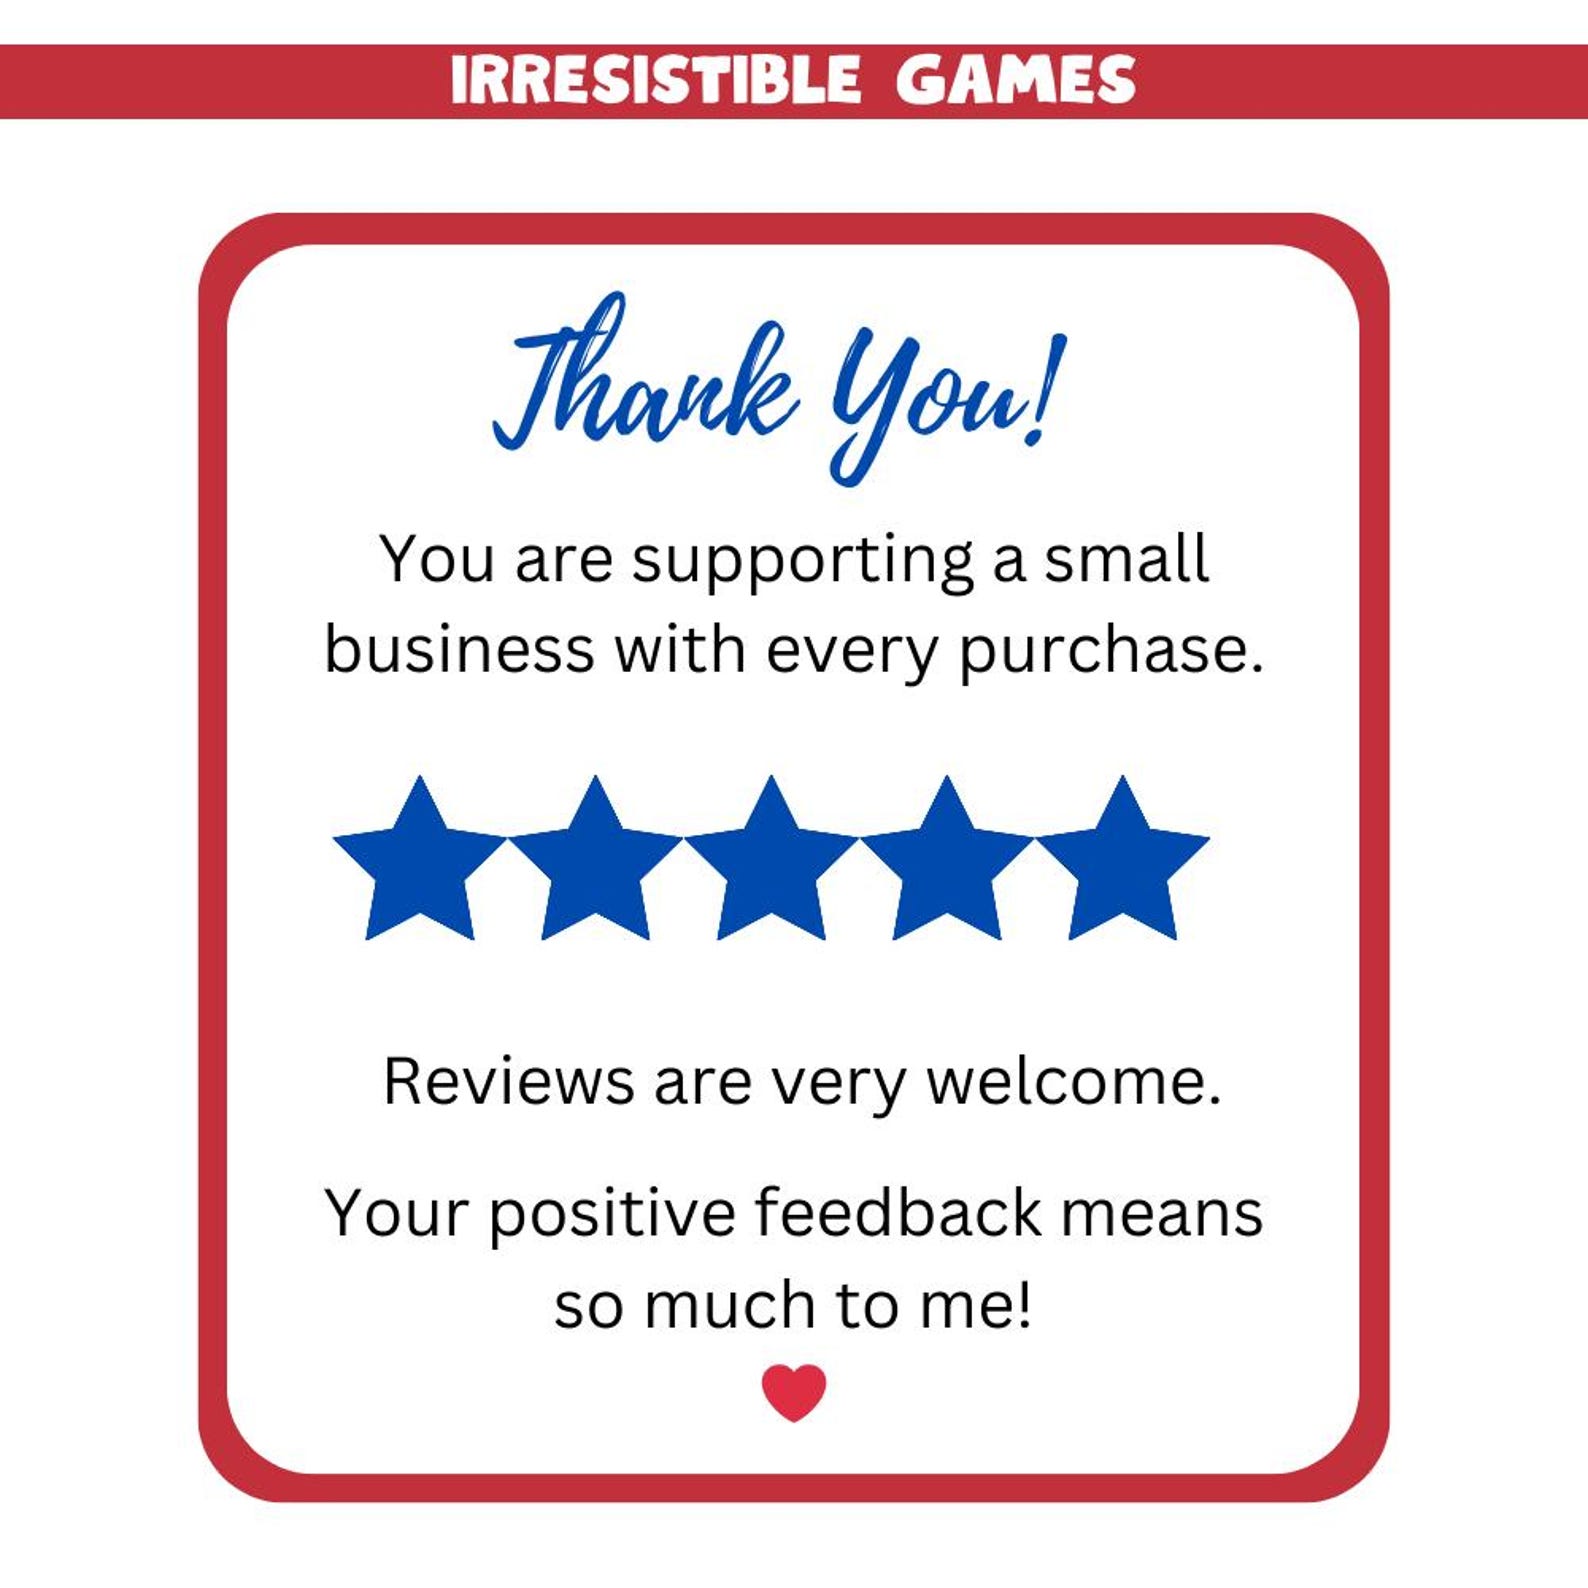 IRRESISTIBLE GAMES
Thank You!
You are supporting a small
business with every purchase.
Reviews are very welcome.
Your positive feedback means
so much to me!